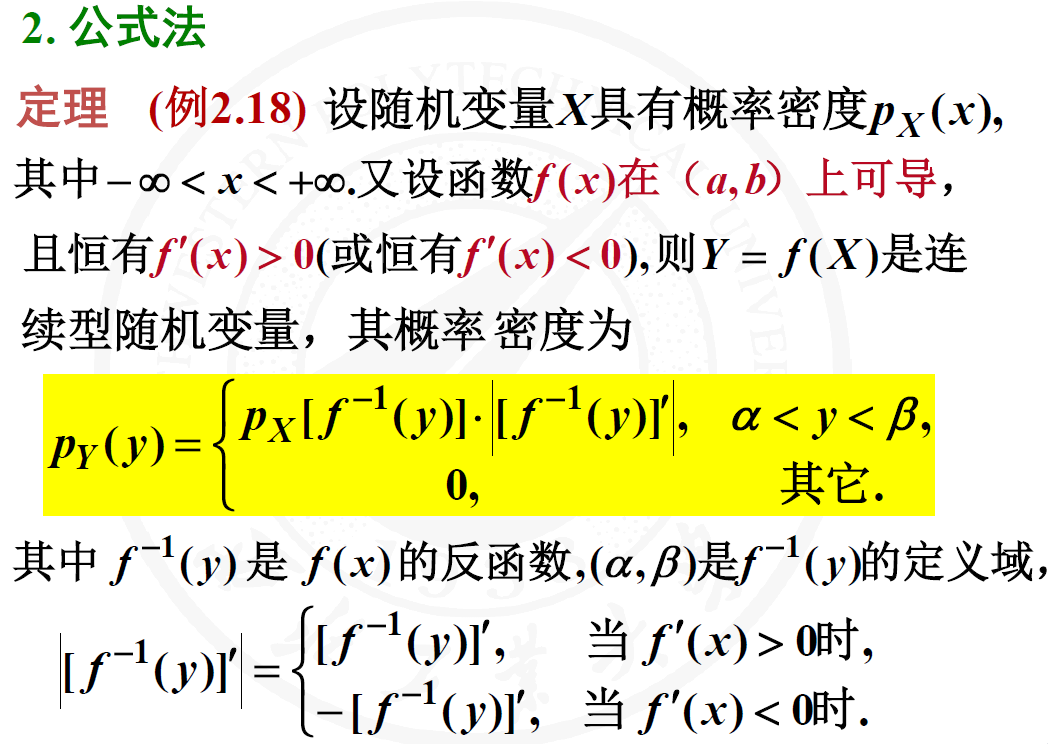 2. 公式法
定理 (例2.18) 设随机变量X具有概率密度p_X(x),
其中 −∞ < x < +∞.又设函数f(x)在（a,b）上可导，
且恒有f′(x) > 0(或恒有f′(x) < 0),则Y = f(X)是连
续型随机变量，其概率密度为
p_Y(y) = { p_X[f⁻¹(y)]·|[f⁻¹(y)]′|, α < y < β,
0, 其它.
其中 f⁻¹(y)是 f(x)的反函数,(α,β)是f⁻¹(y)的定义域，
|[f⁻¹(y)]′| = { [f⁻¹(y)]′, 当 f′(x) > 0时,
−[f⁻¹(y)]′, 当 f′(x) < 0时.